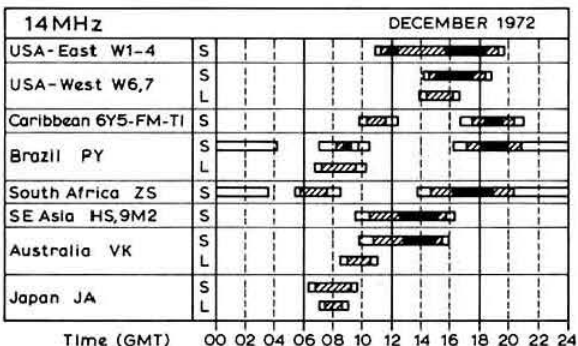 14MHz DECEMBER 1972
USA-East W1-4 S
USA-West W6,7 S
L
Caribbean 6Y5-FM-TI S
Brazil PY S
L
South Africa ZS S
SE Asia HS,9M2 S
Australia VK S
L
Japan JA S
L
Time (GMT) 00 02 04 06 08 10 12 14 16 18 20 22 24